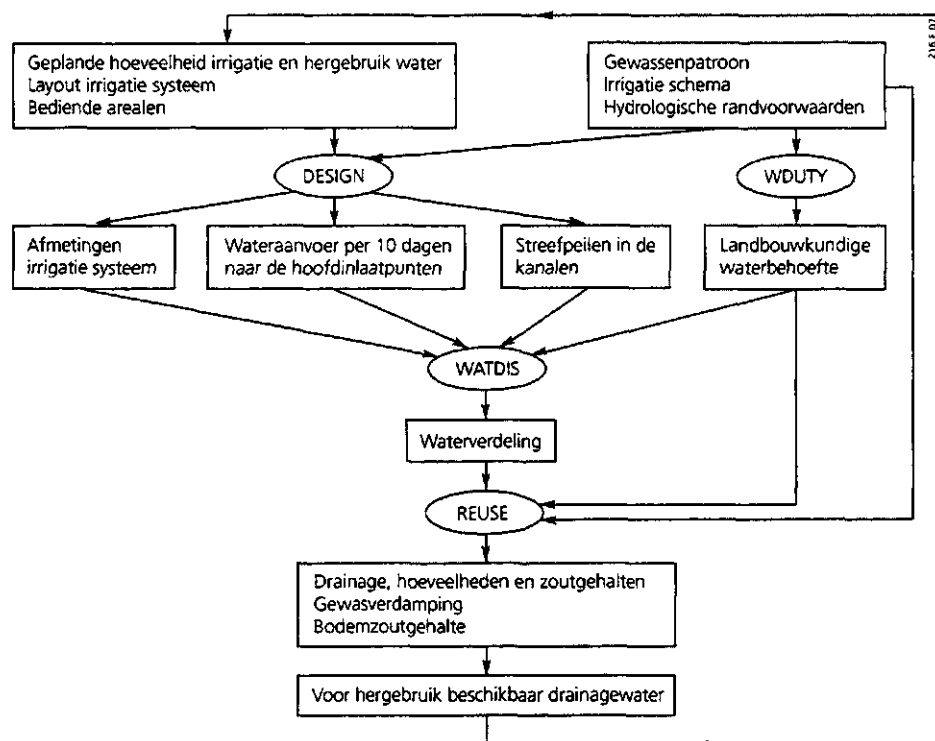 Geplande hoeveelheid irrigatie en hergebruik water
Layout irrigatie systeem
Bediende arealen
Gewassenpatroon
Irrigatie schema
Hydrologische randvoorwaarden
DESIGN
WDUTY
Afmetingen
irrigatie systeem
Wateraanvoer per 10 dagen
naar de hoofdinlaatpunten
Streefpeilen in de
kanalen
Landbouwkundige
waterbehoefte
WATDIS
Waterverdeling
REUSE
Drainage, hoeveelheden en zoutgehalten
Gewasverdamping
Bodemzoutgehalte
Voor hergebruik beschikbaar drainagewater